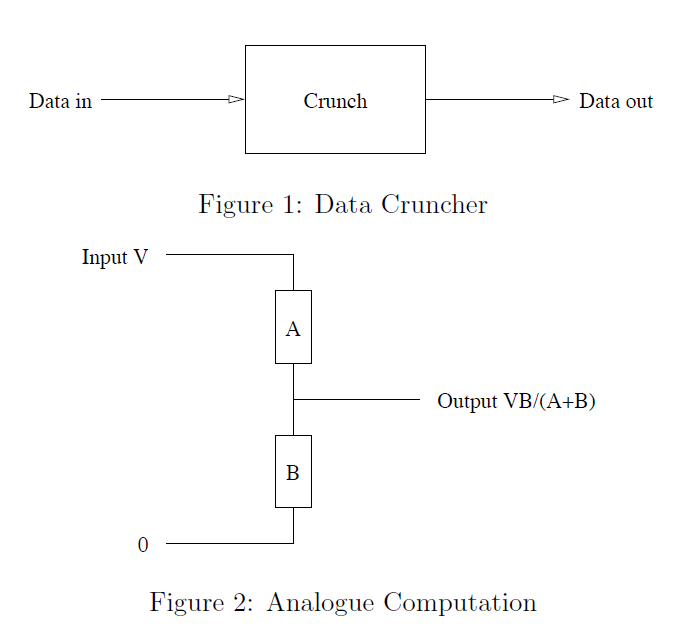 Data in
Crunch
Data out
Figure 1: Data Cruncher
Input V
A
Output VB/(A+B)
B
0
Figure 2: Analogue Computation